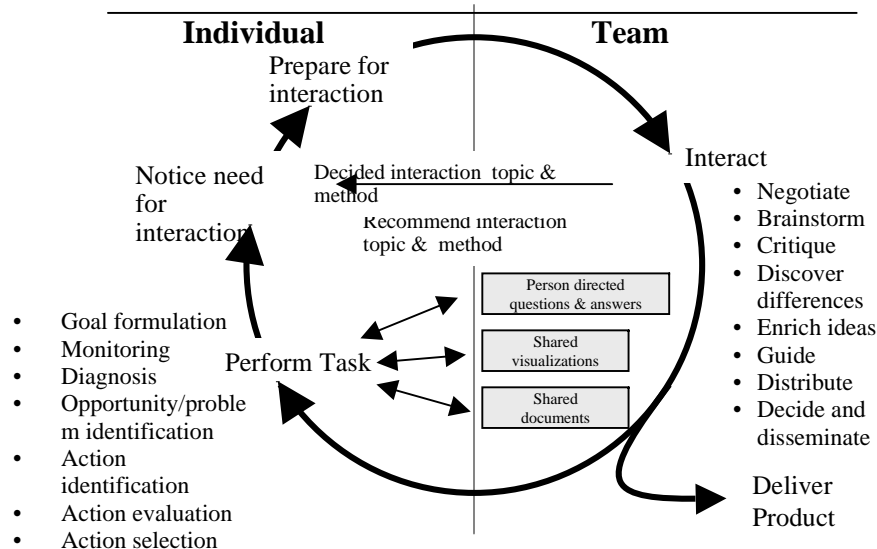 Individual
Team
Prepare for
interaction
Notice need
for
interaction
Decided interaction topic &
method
Recommend interaction
topic & method
Interact
• Negotiate
• Brainstorm
• Critique
• Discover
differences
• Enrich ideas
• Guide
• Distribute
• Decide and
disseminate
Person directed
questions & answers
Shared
visualizations
Shared
documents
Perform Task
• Goal formulation
• Monitoring
• Diagnosis
• Opportunity/proble
m identification
• Action
identification
• Action evaluation
• Action selection
Deliver
Product